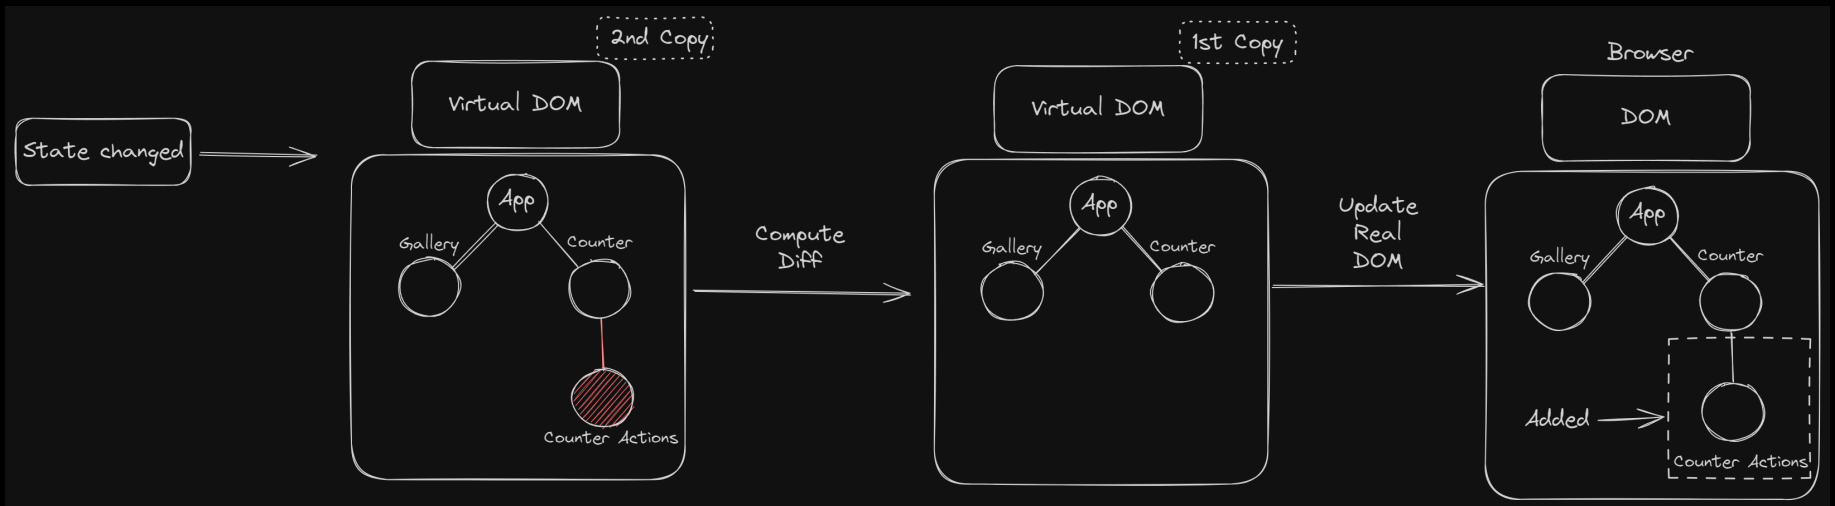 State changed
2nd Copy
Virtual DOM
App
Gallery
Counter
Counter Actions
Compute
Diff
1st Copy
Virtual DOM
App
Gallery
Counter
Update
Real
DOM
Browser
DOM
App
Gallery
Counter
Added
Counter Actions